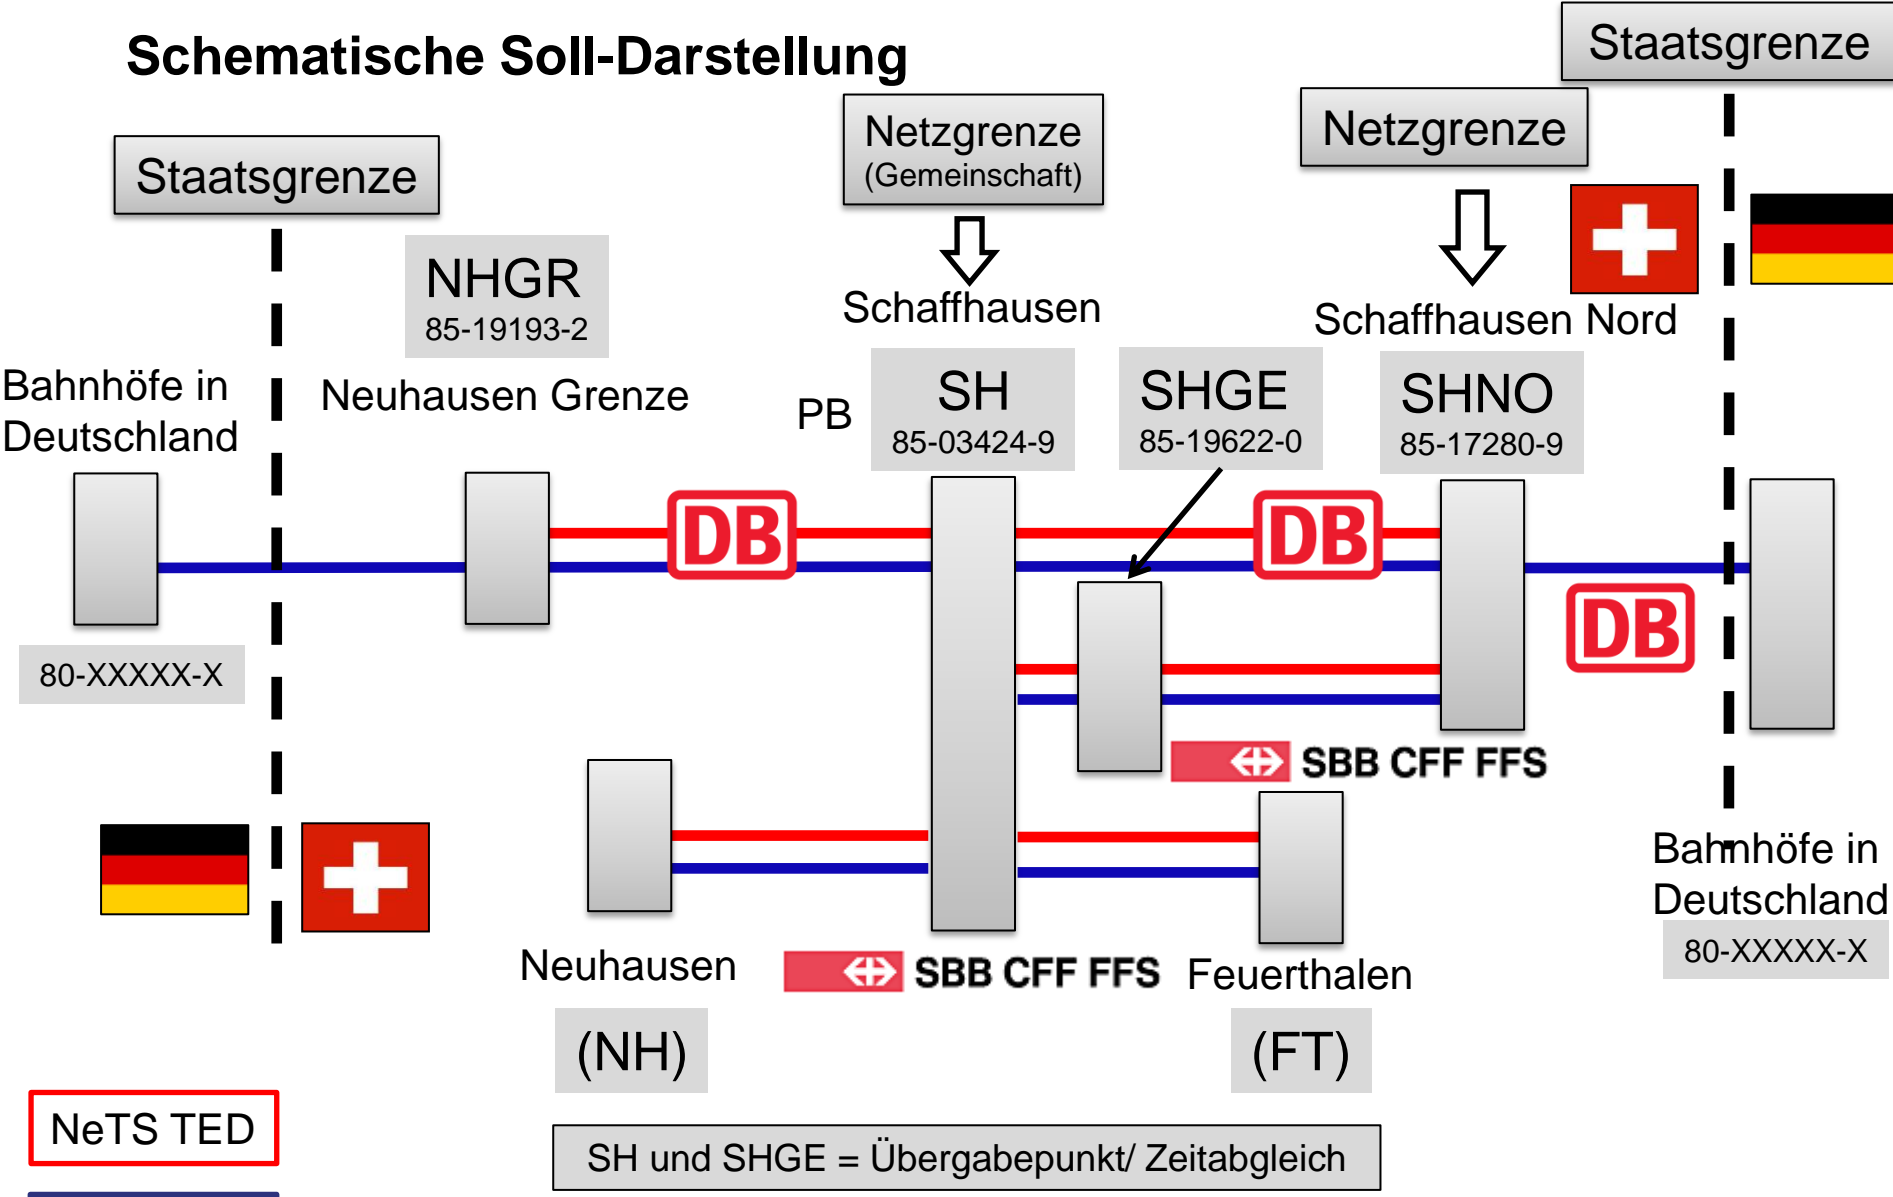 Schematische Soll-Darstellung
Staatsgrenze
Netzgrenze
(Gemeinschaft)
Netzgrenze
Staatsgrenze
NHGR
85-19193-2
Neuhausen Grenze
Schaffhausen
Schaffhausen Nord
Bahnhöfe in
Deutschland
PB
SH
85-03424-9
SHGE
85-19622-0
SHNO
85-17280-9
DB
DB
DB
80-XXXXX-X
SBB CFF FFS
Bahnhöfe in
Deutschland
80-XXXXX-X
Neuhausen
SBB CFF FFS
Feuerthalen
(NH)
(FT)
NeTS TED
SH und SHGE = Übergabepunkt/ Zeitabgleich